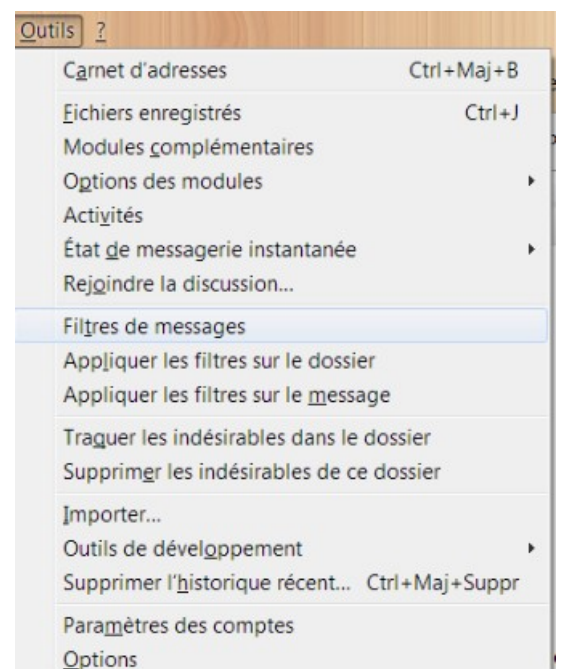 Outils ?
Carnet d'adresses Ctrl+Maj+B
Fichiers enregistrés Ctrl+J
Modules complémentaires
Options des modules
Activités
État de messagerie instantanée
Rejoindre la discussion...
Filtres de messages
Appliquer les filtres sur le dossier
Appliquer les filtres sur le message
Traquer les indésirables dans le dossier
Supprimer les indésirables de ce dossier
Importer...
Outils de développement
Supprimer l'historique récent... Ctrl+Maj+Suppr
Paramètres des comptes
Options